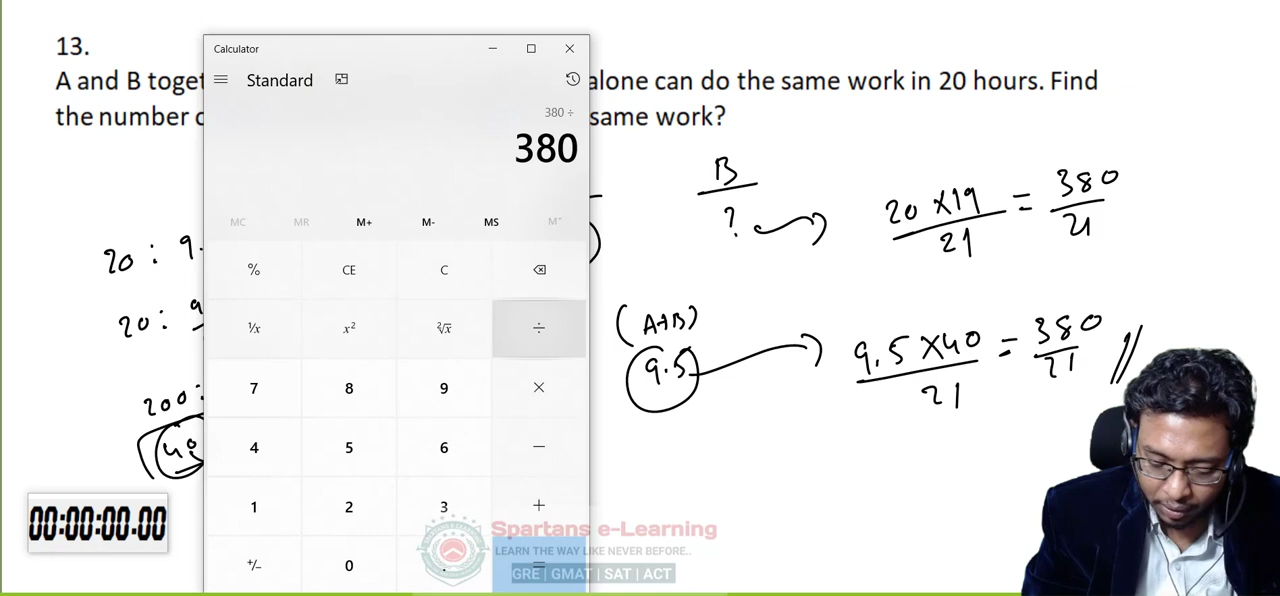 13.
A and B toget alone can do the same work in 20 hours. Find
the number same work?
Calculator
Standard
380 ÷
380
MC MR M+ M- MS
% CE C
¹/x x² ²√x ÷
7 8 9 ×
4 5 6 −
1 2 3 +
+/− 0 . =
20 : 9.
20 :
200 :
40
B
?
20 × 19 = 380
21 21
(A+B)
9.5
9.5 × 40 = 380 //
21 21
00:00:00.00
Spartans e-Learning
LEARN THE WAY LIKE NEVER BEFORE..
GRE | GMAT | SAT | ACT